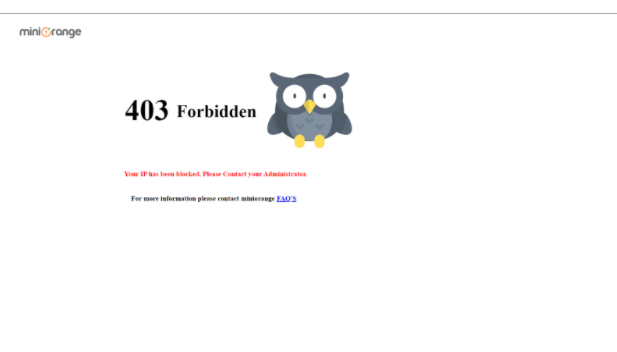 miniorange
403 Forbidden
Your IP has been blocked. Please Contact your Administrator.
For more information please contact miniorange FAQ'S